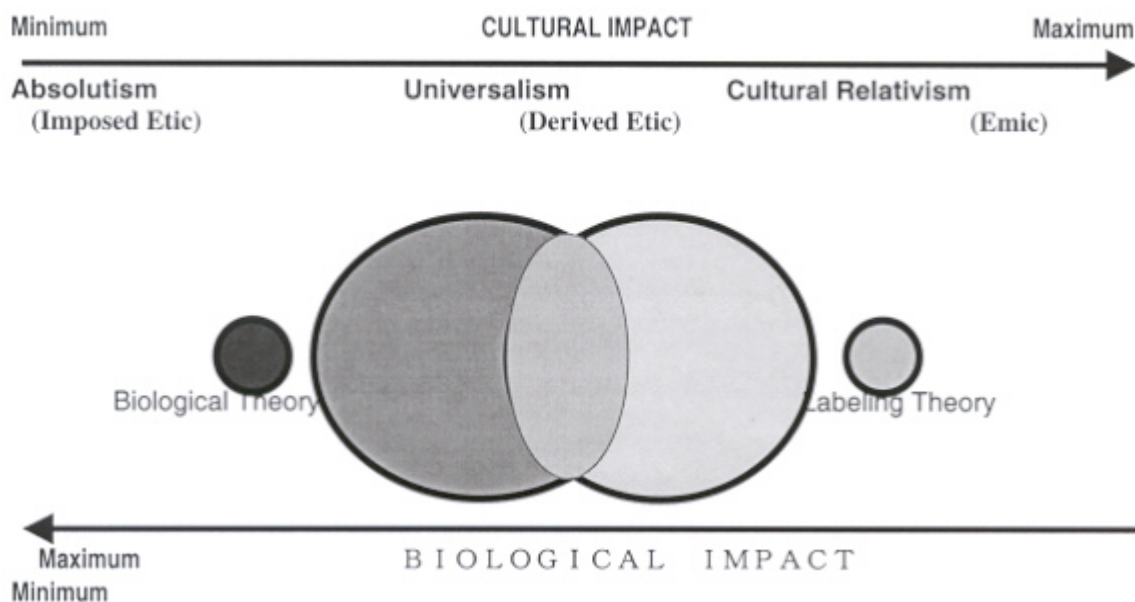 Minimum CULTURAL IMPACT Maximum
Absolutism Universalism Cultural Relativism
(Imposed Etic) (Derived Etic) (Emic)
Biological Theory Labeling Theory
Maximum BIOLOGICAL IMPACT
Minimum